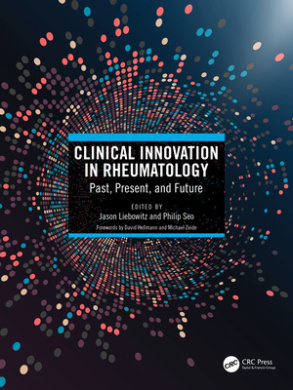 CLINICAL INNOVATION
IN RHEUMATOLOGY
Past, Present, and Future
EDITED BY
Jason Liebowitz and Philip Seo
Forewords by David Hellmann and Michael Zeide
CRC Press
Taylor & Francis Group